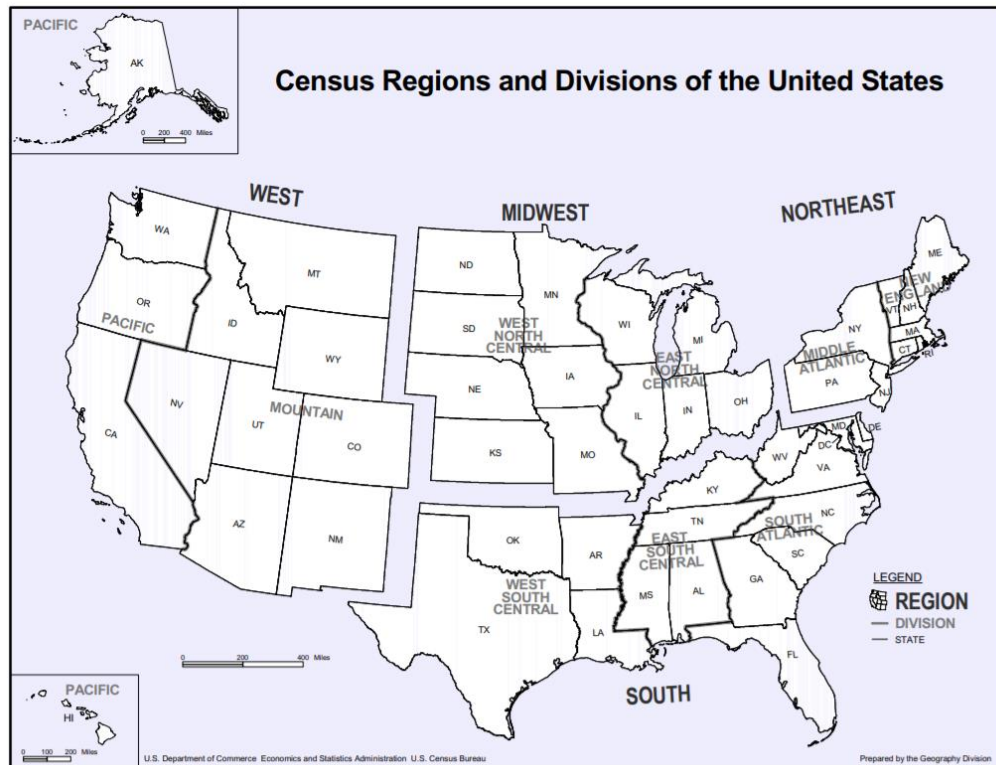 PACIFIC
AK
0 200 400 Miles
Census Regions and Divisions of the United States
WEST
MIDWEST
NORTHEAST
WA
MT
ND
MN
ME
OR
ID
SD
WI
MI
NY
VT
NH
NEW
ENGLAND
MA
CT
RI
PACIFIC
WY
WEST
NORTH
CENTRAL
EAST
NORTH
CENTRAL
MIDDLE
ATLANTIC
PA
NJ
NE
IA
IL
IN
OH
NV
UT
MOUNTAIN
CO
CA
KS
MO
WV
MD
DE
DC
VA
KY
AZ
NM
OK
AR
TN
NC
EAST
SOUTH
CENTRAL
SOUTH
ATLANTIC
SC
WEST
SOUTH
CENTRAL
TX
LA
MS
AL
GA
FL
LEGEND
REGION
DIVISION
STATE
0 200 400 Miles
SOUTH
PACIFIC
HI
0 100 200 Miles
U.S. Department of Commerce Economics and Statistics Administration U.S. Census Bureau
Prepared by the Geography Division